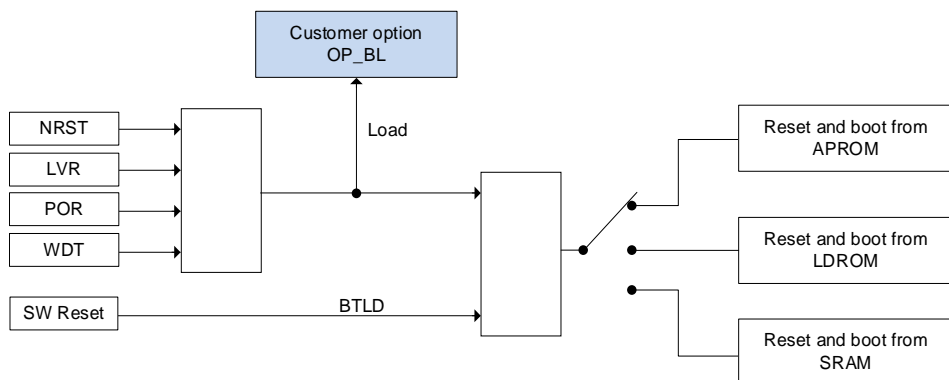 Customer option
OP_BL
NRST
LVR
POR
WDT
Load
SW Reset
BTLD
Reset and boot from
APROM
Reset and boot from
LDROM
Reset and boot from
SRAM